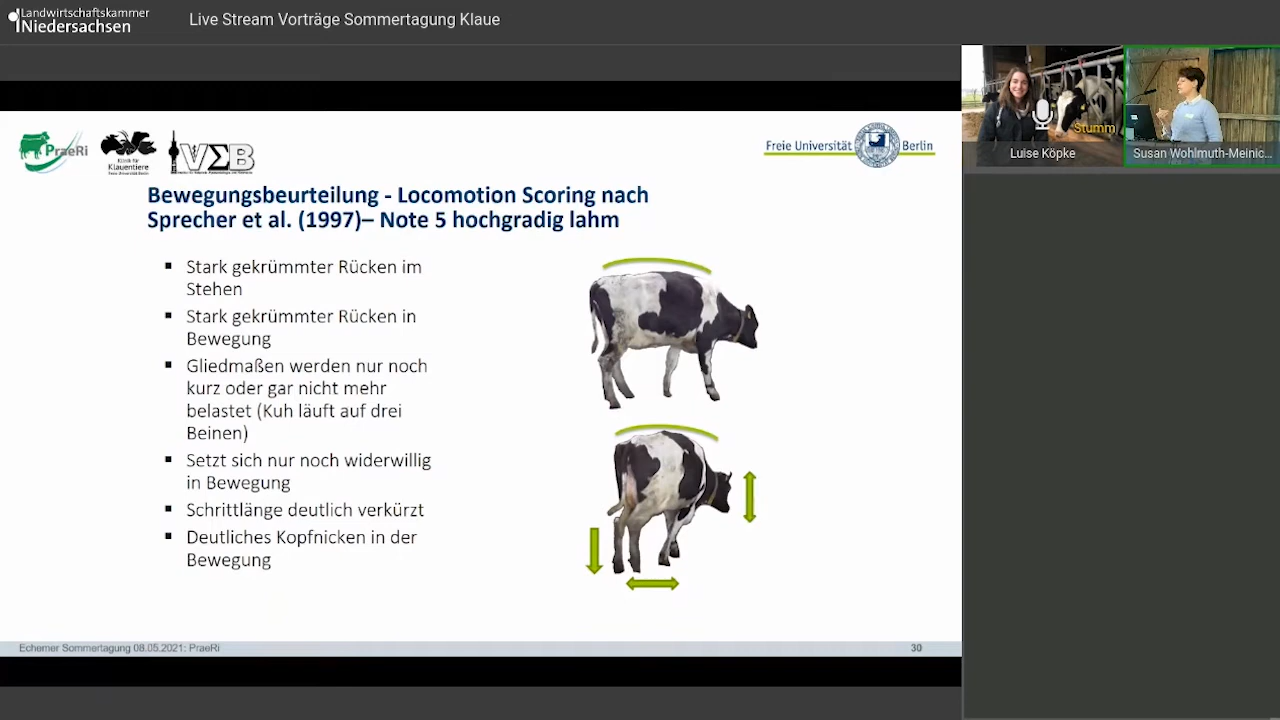 Landwirtschaftskammer
Niedersachsen
Live Stream Vorträge Sommertagung Klaue
PraeRi
Klinik für
Klauentiere
Freie Universität Berlin
VEB
Freie Universität Berlin
Stumm
Luise Köpke
Susan Wohlmuth-Meinic...
Bewegungsbeurteilung - Locomotion Scoring nach
Sprecher et al. (1997)– Note 5 hochgradig lahm
▪ Stark gekrümmter Rücken im
Stehen
▪ Stark gekrümmter Rücken in
Bewegung
▪ Gliedmaßen werden nur noch
kurz oder gar nicht mehr
belastet (Kuh läuft auf drei
Beinen)
▪ Setzt sich nur noch widerwillig
in Bewegung
▪ Schrittlänge deutlich verkürzt
▪ Deutliches Kopfnicken in der
Bewegung
Echemer Sommertagung 08.05.2021: PraeRi
30